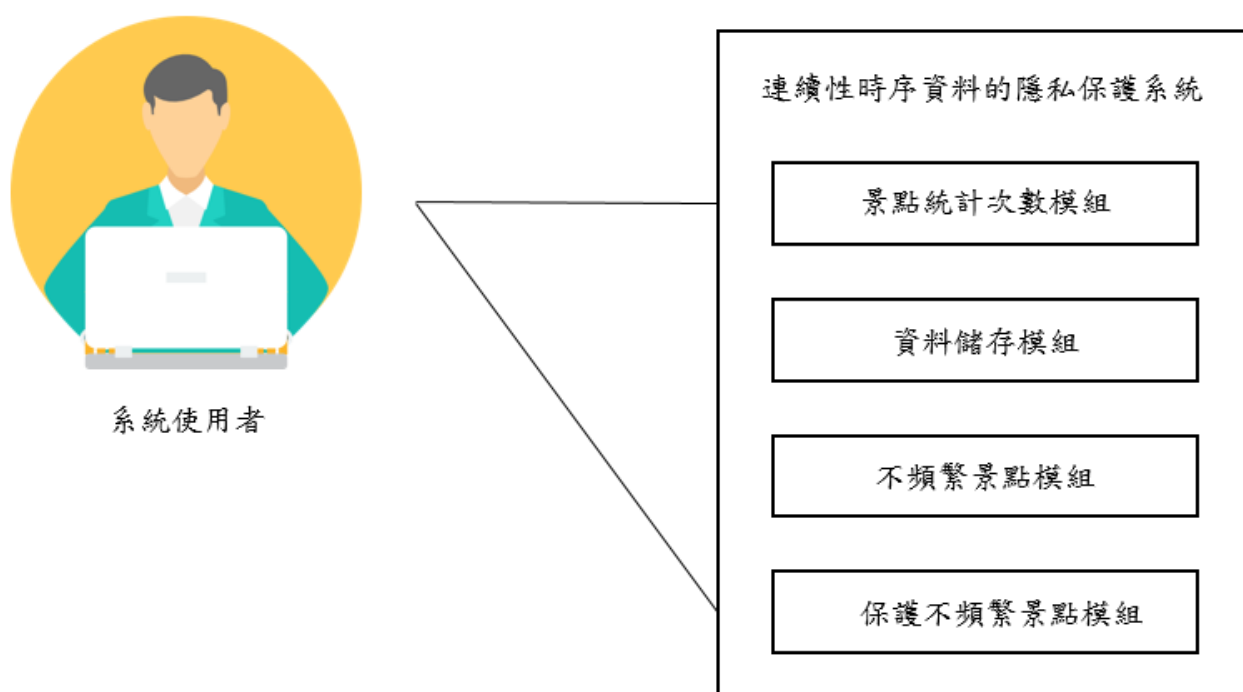 連續性時序資料的隱私保護系統
景點統計次數模組
資料儲存模組
系統使用者
不頻繁景點模組
保護不頻繁景點模組